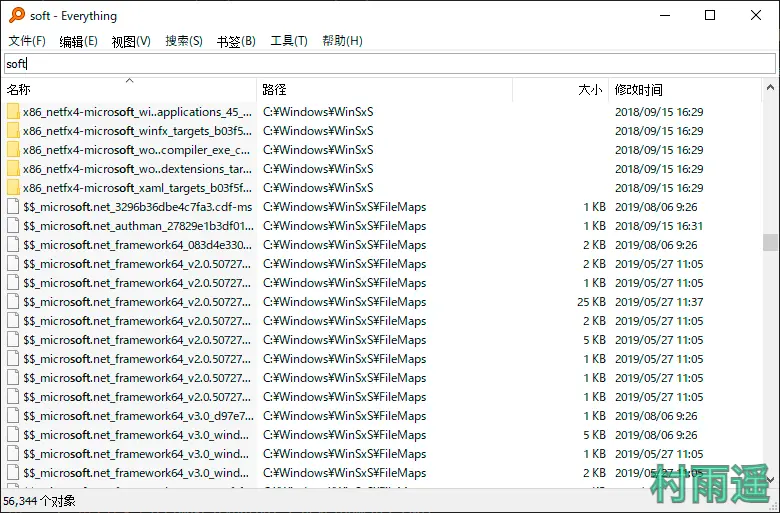 soft - Everything
文件(F) 编辑(E) 视图(V) 搜索(S) 书签(B) 工具(T) 帮助(H)
soft
名称 路径 大小 修改时间
x86_netfx4-microsoft_wi..applications_45_... C:¥Windows¥WinSxS 2018/09/15 16:29
x86_netfx4-microsoft_winfx_targets_b03f5... C:¥Windows¥WinSxS 2018/09/15 16:29
x86_netfx4-microsoft_wo..compiler_exe_c... C:¥Windows¥WinSxS 2018/09/15 16:29
x86_netfx4-microsoft_wo..dextensions_tar... C:¥Windows¥WinSxS 2018/09/15 16:29
x86_netfx4-microsoft_xaml_targets_b03f5f... C:¥Windows¥WinSxS 2018/09/15 16:29
$$_microsoft.net_3296b36dbe4c7fa3.cdf-ms C:¥Windows¥WinSxS¥FileMaps 1 KB 2019/08/06 9:26
$$_microsoft.net_authman_27829e1b3df01... C:¥Windows¥WinSxS¥FileMaps 1 KB 2018/09/15 16:31
$$_microsoft.net_framework64_083d4e330... C:¥Windows¥WinSxS¥FileMaps 2 KB 2019/08/06 9:26
$$_microsoft.net_framework64_v2.0.50727... C:¥Windows¥WinSxS¥FileMaps 2 KB 2019/05/27 11:05
$$_microsoft.net_framework64_v2.0.50727... C:¥Windows¥WinSxS¥FileMaps 1 KB 2019/05/27 11:05
$$_microsoft.net_framework64_v2.0.50727... C:¥Windows¥WinSxS¥FileMaps 25 KB 2019/05/27 11:37
$$_microsoft.net_framework64_v2.0.50727... C:¥Windows¥WinSxS¥FileMaps 2 KB 2019/05/27 11:05
$$_microsoft.net_framework64_v2.0.50727... C:¥Windows¥WinSxS¥FileMaps 5 KB 2019/05/27 11:05
$$_microsoft.net_framework64_v2.0.50727... C:¥Windows¥WinSxS¥FileMaps 1 KB 2019/05/27 11:05
$$_microsoft.net_framework64_v2.0.50727... C:¥Windows¥WinSxS¥FileMaps 2 KB 2019/05/27 11:05
$$_microsoft.net_framework64_v2.0.50727... C:¥Windows¥WinSxS¥FileMaps 1 KB 2019/05/27 11:05
$$_microsoft.net_framework64_v3.0_d97e7... C:¥Windows¥WinSxS¥FileMaps 1 KB 2019/08/06 9:26
$$_microsoft.net_framework64_v3.0_wind... C:¥Windows¥WinSxS¥FileMaps 5 KB 2019/08/06 9:26
$$_microsoft.net_framework64_v3.0_wind... C:¥Windows¥WinSxS¥FileMaps 1 KB 2019/05/27 11:05
$$_microsoft.net_framework64_v3.0_wind... C:¥Windows¥WinSxS¥FileMaps 2 KB 2019/05/27 11:05
56,344 个对象
村雨遥